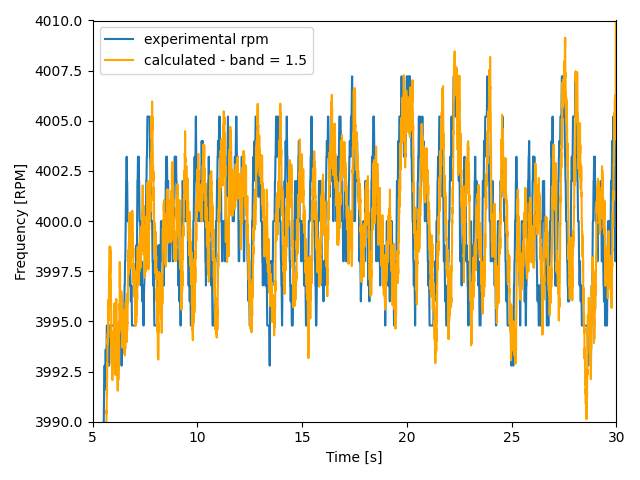 4010.0
4007.5
4005.0
4002.5
4000.0
3997.5
3995.0
3992.5
3990.0
Frequency [RPM]
experimental rpm
calculated - band = 1.5
5 10 15 20 25 30
Time [s]